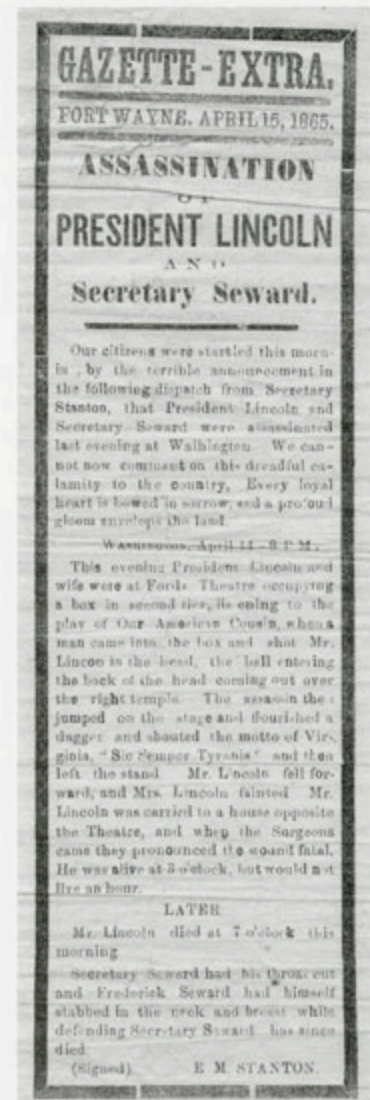 GAZETTE-EXTRA.
FORT WAYNE. APRIL 15, 1865.
ASSASSINATION
OF
PRESIDENT LINCOLN
AND
Secretary Seward.
Our citizens were startled this morn-
in , by the terrible announcement in
the following dispatch from Secretary
Stanton, that President Lincoln and
Secretary Seward were assassinated
last evening at Walhington. We can-
not now comment on this dreadful ca-
lamity to the country, Every loyal
heart is bowed in sorrow, and a profoud
gloom envelops the land.
WASHINGTON, April 14-8 P M.
This evening President Lincoln and
wife were at Fords Theatre occupying
a box in second tier, lis ening to the
play of Our American Cousin, when a
man came into the box and shot Mr.
Lincoo in the head, the ball entering
the back of the head coming out over
the right temple. The assassin the
jumped on the stage and flourished a
dagger and shouted the motto of Vir-
ginia, "Sic Semper Tyranis" and then
left the stand. Mr. Lincoln fell for-
ward, and Mrs. Lincoln fainted Mr.
Lincoln was carried to a house opposite
the Theatre, and when the Surgeons
came they pronounced the wound fatal.
He was alive at 3 o'clock, but would not
live an hour.
LATER
Mr Lincoln died at 7 o'clock this
morning
Secretary Seward had his throat cut
and Frederick Seward had himself
stabbed in the neck and breast while
defending Secretary Seward has since
died
(Signed) E M STANTON.